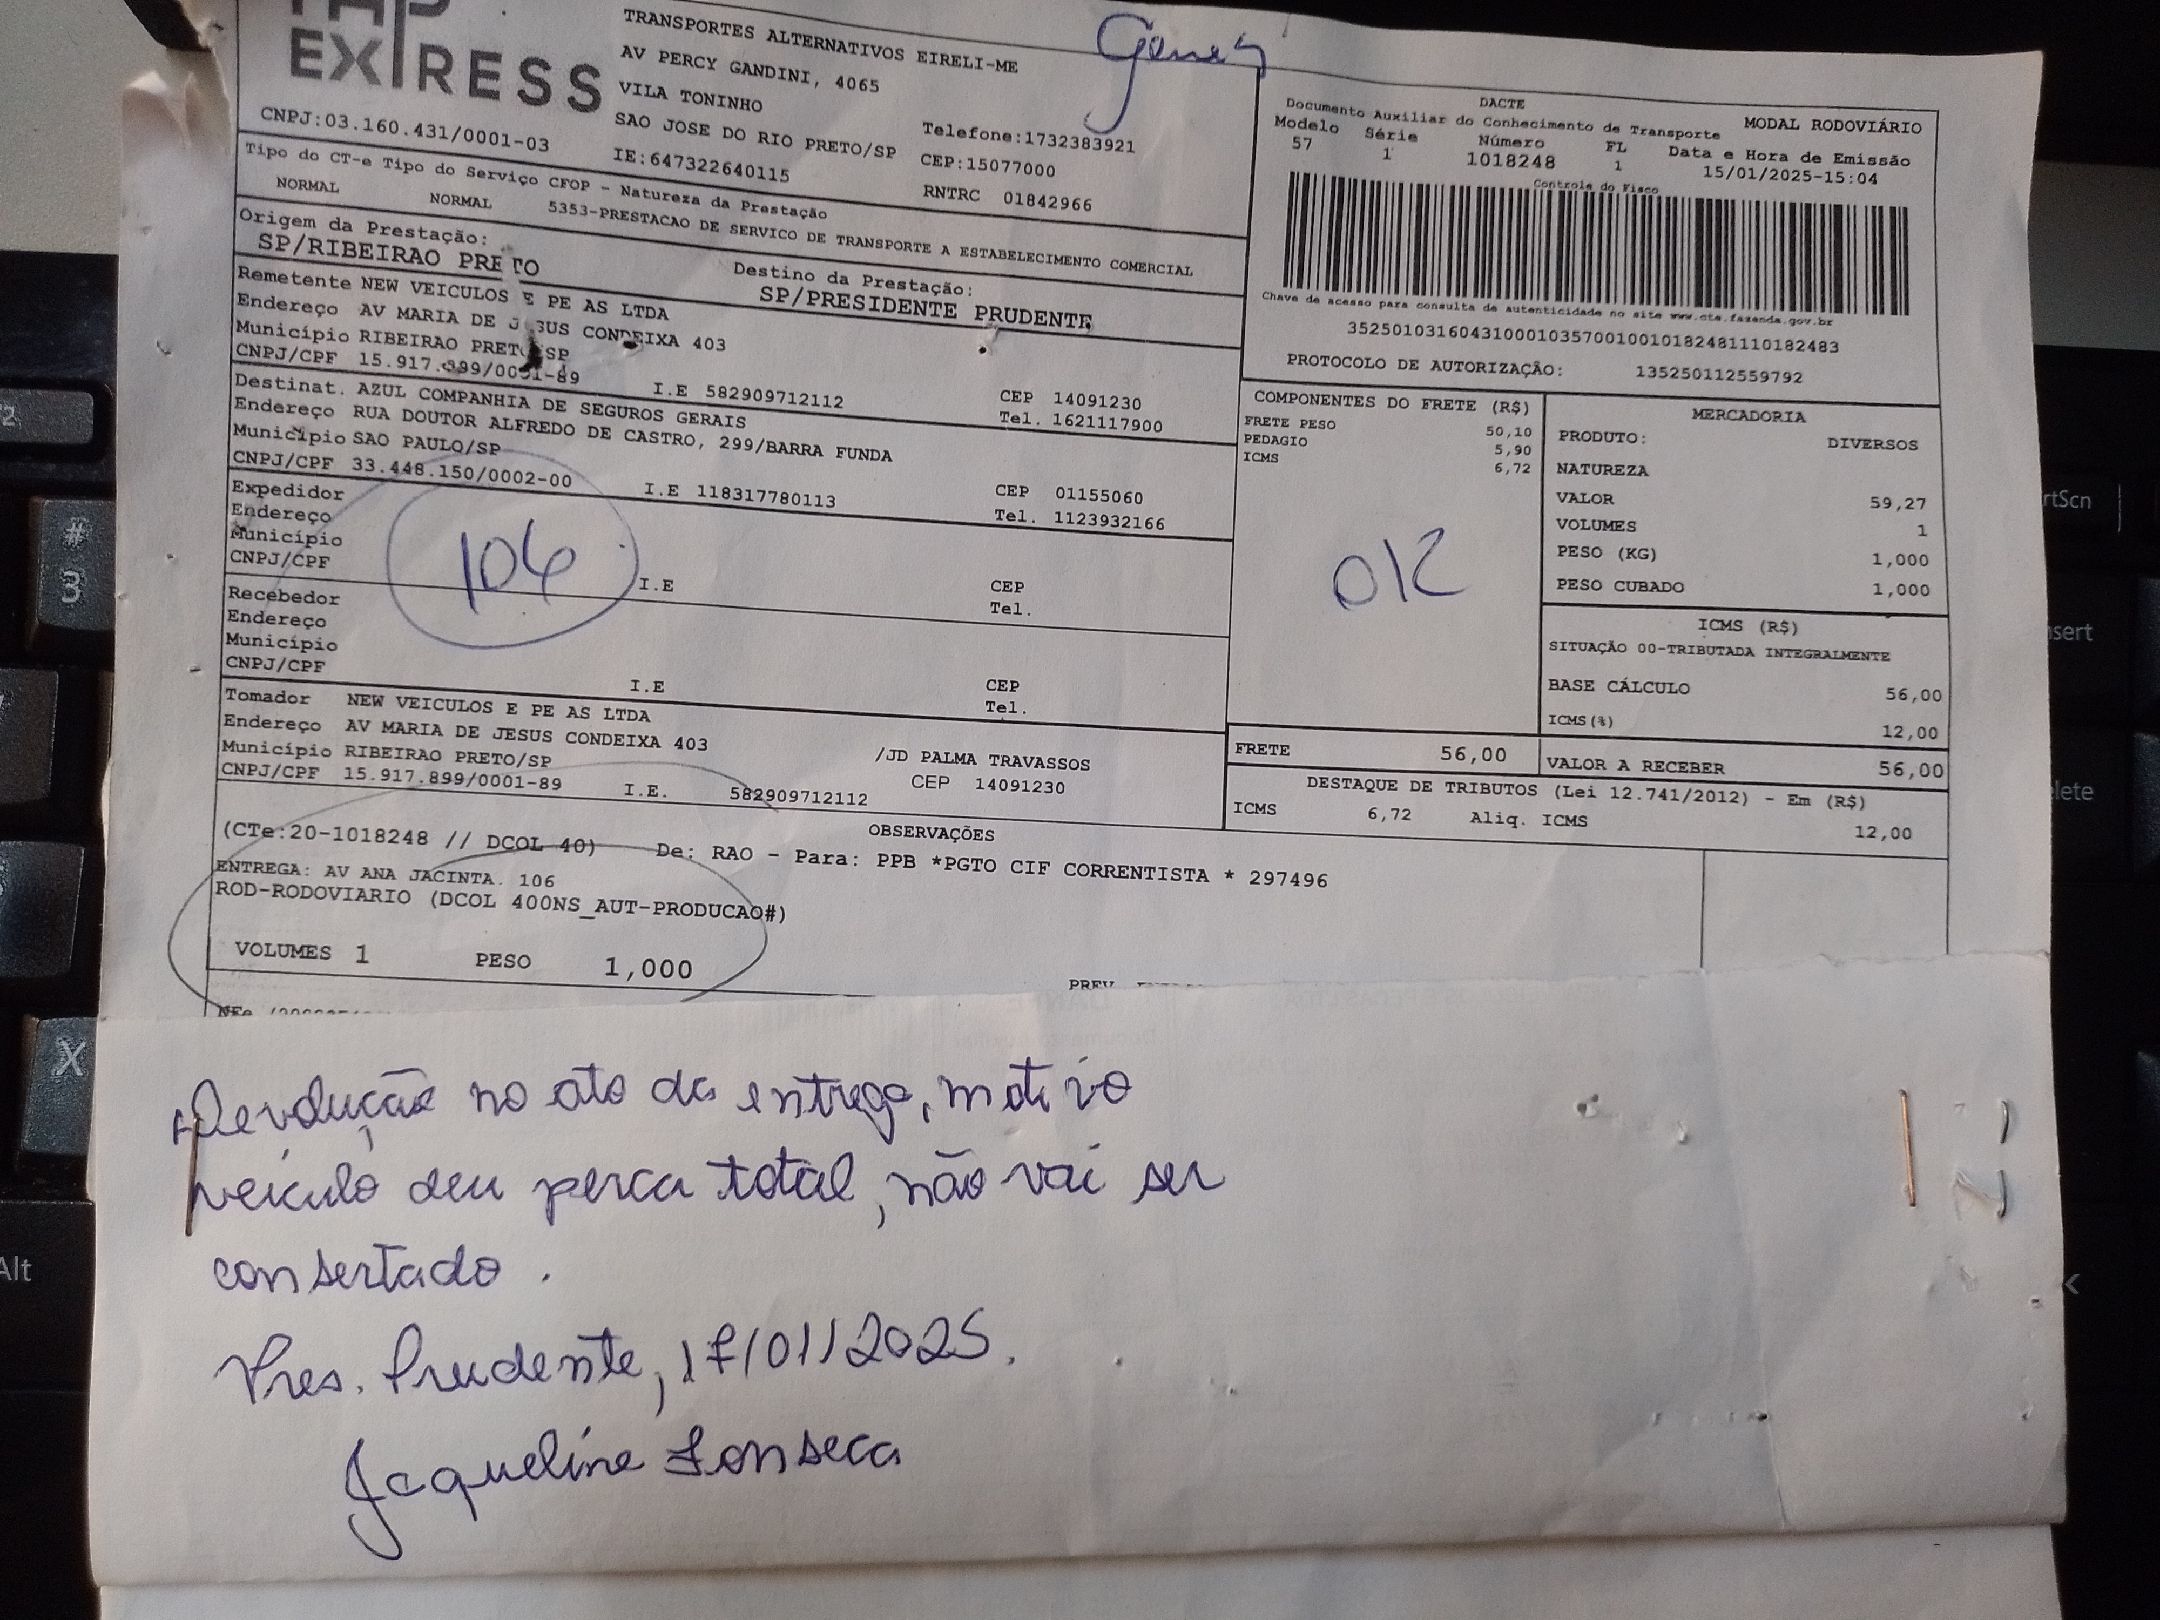 EXPRESS
TRANSPORTES ALTERNATIVOS EIRELI-ME
AV PERCY GANDINI, 4065
VILA TONINHO
SAO JOSE DO RIO PRETO/SP
Telefone:1732383921
CNPJ:03.160.431/0001-03
IE:647322640115
CEP:15077000
RNTRC 01842966
Tipo do CT-e Tipo do Serviço CFOP - Natureza da Prestação
NORMAL NORMAL 5353-PRESTACAO DE SERVICO DE TRANSPORTE A ESTABELECIMENTO COMERCIAL
Origem da Prestação:
SP/RIBEIRAO PRETO
Destino da Prestação:
SP/PRESIDENTE PRUDENTE
Remetente NEW VEICULOS E PE AS LTDA
Endereço AV MARIA DE JESUS CONDEIXA 403
Município RIBEIRAO PRETO/SP
CNPJ/CPF 15.917.899/0001-89 I.E 582909712112 CEP 14091230
Tel. 1621117900
Destinat. AZUL COMPANHIA DE SEGUROS GERAIS
Endereço RUA DOUTOR ALFREDO DE CASTRO, 299/BARRA FUNDA
Município SAO PAULO/SP
CNPJ/CPF 33.448.150/0002-00 I.E 118317780113 CEP 01155060
Tel. 1123932166
Expedidor
Endereço
Município
CNPJ/CPF I.E CEP
Tel.
106
Recebedor
Endereço
Município
CNPJ/CPF I.E CEP
Tel.
Tomador NEW VEICULOS E PE AS LTDA
Endereço AV MARIA DE JESUS CONDEIXA 403 /JD PALMA TRAVASSOS
Município RIBEIRAO PRETO/SP CEP 14091230
CNPJ/CPF 15.917.899/0001-89 I.E. 582909712112
DACTE
Documento Auxiliar do Conhecimento de Transporte MODAL RODOVIÁRIO
Modelo Série Número FL Data e Hora de Emissão
57 1 1018248 1 15/01/2025-15:04
Controle do Fisco
Chave de acesso para consulta de autenticidade no site www.cte.fazenda.gov.br
35250103160431000103570010010182481110182483
PROTOCOLO DE AUTORIZAÇÃO: 135250112559792
COMPONENTES DO FRETE (R$)
FRETE PESO 50,10
PEDAGIO 5,90
ICMS 6,72
OK
MERCADORIA
PRODUTO: DIVERSOS
NATUREZA
VALOR 59,27
VOLUMES 1
PESO (KG) 1,000
PESO CUBADO 1,000
ICMS (R$)
SITUAÇÃO 00-TRIBUTADA INTEGRALMENTE
BASE CÁLCULO 56,00
ICMS(%) 12,00
FRETE 56,00 VALOR A RECEBER 56,00
DESTAQUE DE TRIBUTOS (Lei 12.741/2012) - Em (R$)
ICMS 6,72 Aliq. ICMS 12,00
OBSERVAÇÕES
(CTe:20-1018248 // DCOL 40) De: RAO - Para: PPB *PGTO CIF CORRENTISTA * 297496
ENTREGA: AV ANA JACINTA. 106
ROD-RODOVIARIO (DCOL 400NS_AUT-PRODUCAO#)
VOLUMES 1 PESO 1,000
Devolução no ato da entrega, motivo
veículo deu perca total, não vai ser
consertado.
Pres. Prudente, 17/01/2025.
Jaqueline Fonseca
3
X
Alt